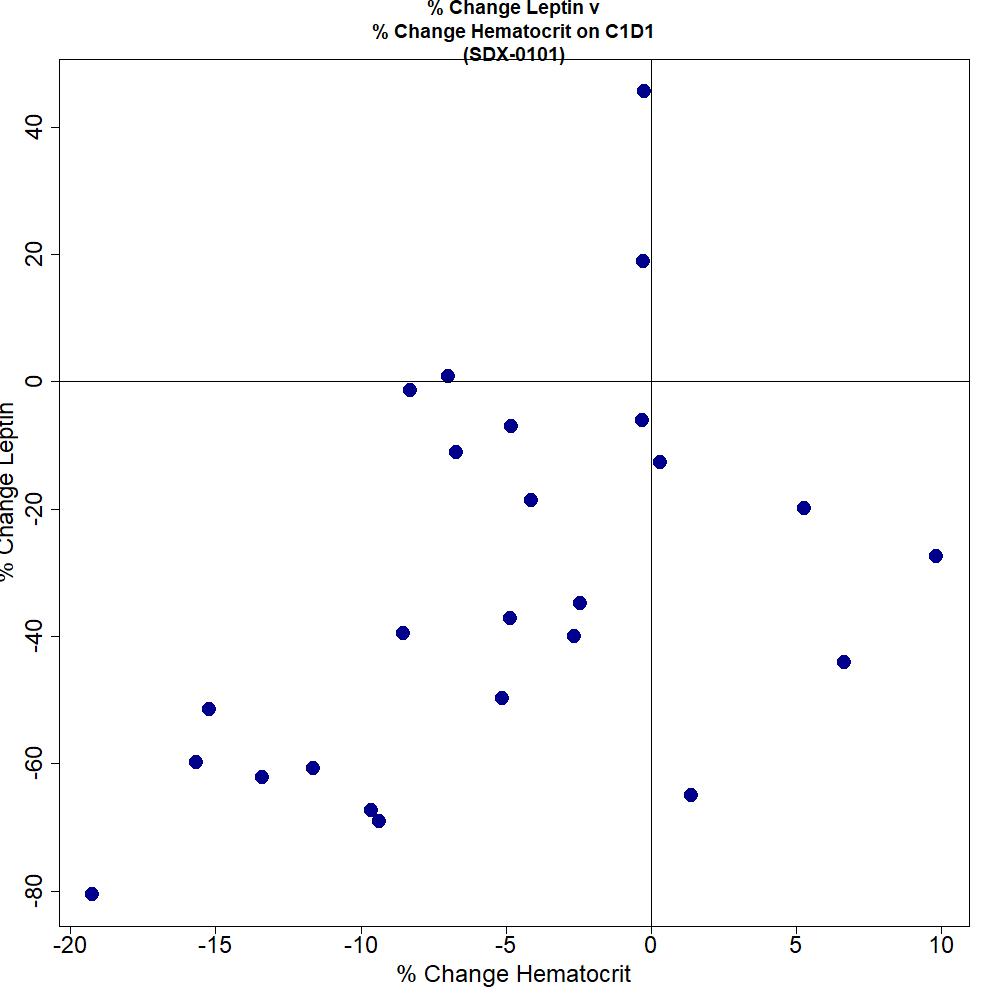 % Change Leptin v
% Change Hematocrit on C1D1
(SDX-0101)
40
20
0
-20
-40
-60
-80
% Change Leptin
-20 -15 -10 -5 0 5 10
% Change Hematocrit